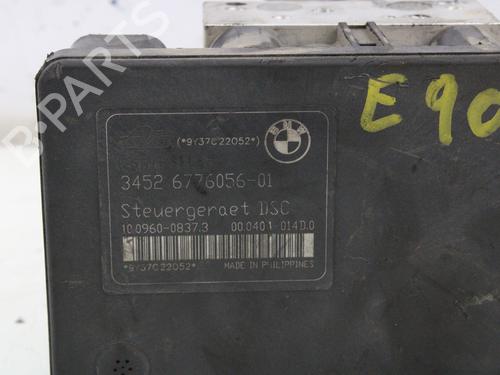 B-PARTS
E90
(*9Y37C22052*)
BMW
3452 6776056-01
Steuergeraet DSC
10.0960-0837.3 00.0401-014D.0
*9Y37C22052*
MADE IN PHILIPPINES